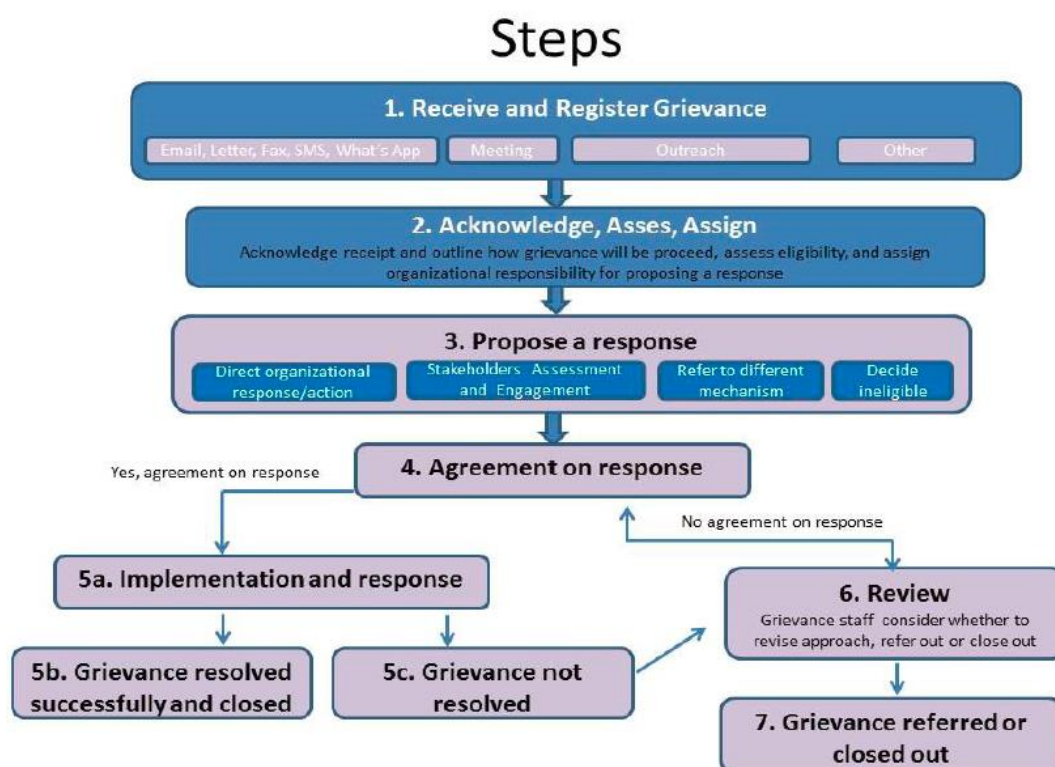 Steps
1. Receive and Register Grievance
Email, Letter, Fax, SMS, What's App
Meeting
Outreach
Other
2. Acknowledge, Asses, Assign
Acknowledge receipt and outline how grievance will be proceed, assess eligibility, and assign
organizational responsibility for proposing a response
3. Propose a response
Direct organizational
response/action
Stakeholders Assessment
and Engagement
Refer to different
mechanism
Decide
ineligible
4. Agreement on response
Yes, agreement on response
No agreement on response
5a. Implementation and response
6. Review
Grievance staff consider whether to
revise approach, refer out or close out
5b. Grievance resolved
successfully and closed
5c. Grievance not
resolved
7. Grievance referred or
closed out